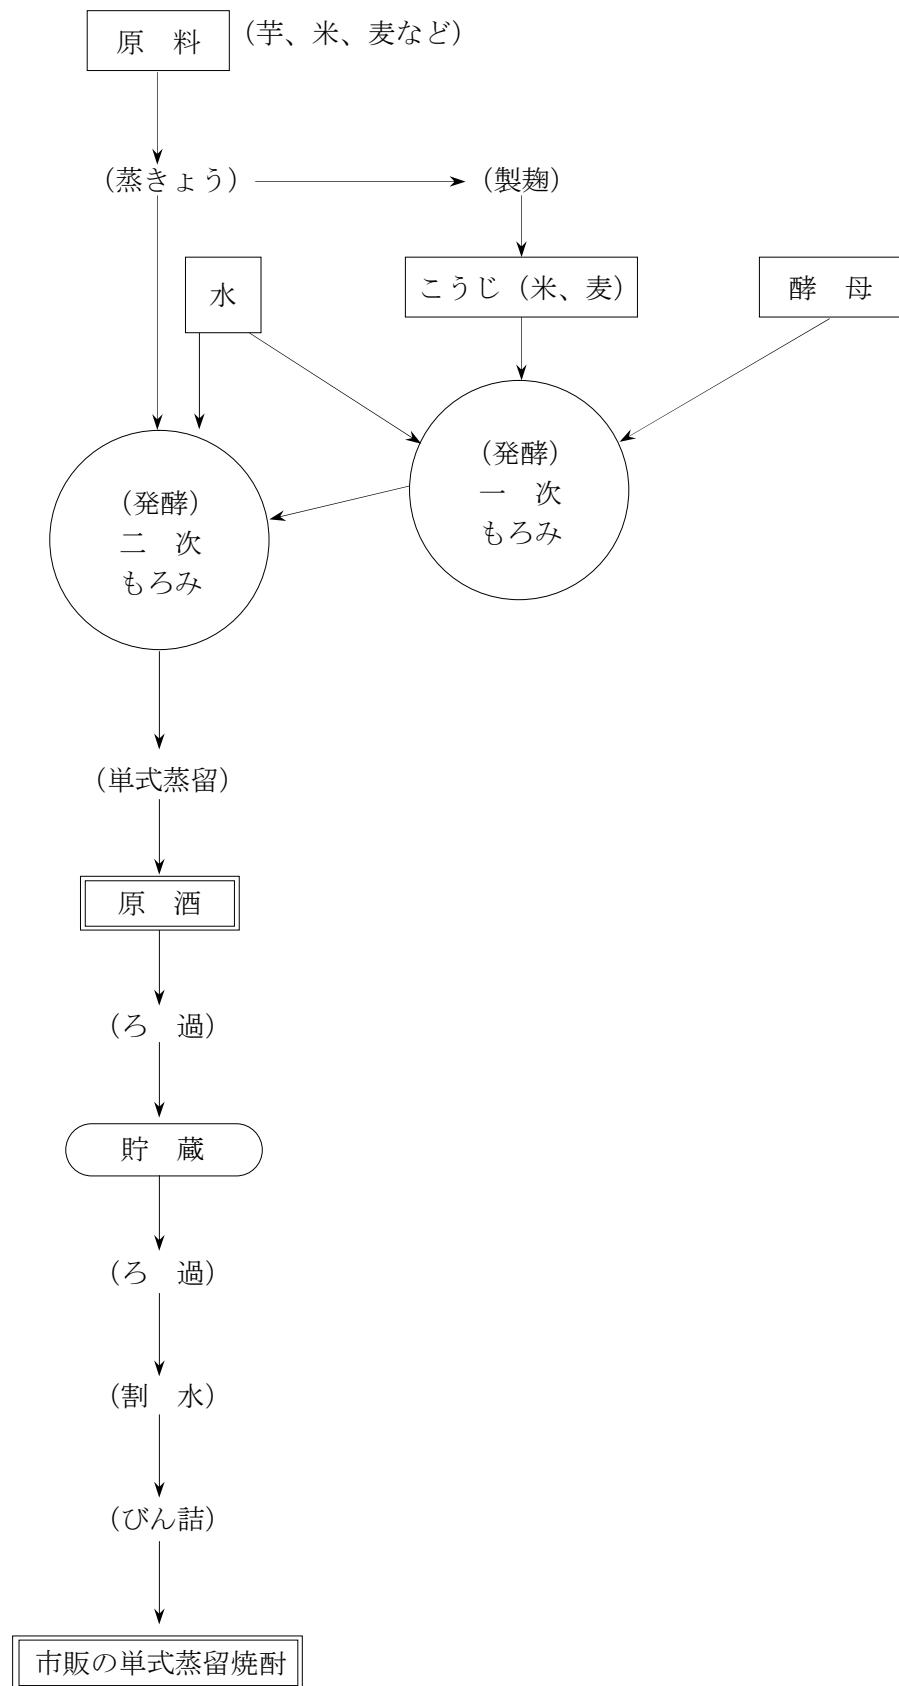 原　料 （芋、米、麦など）
（蒸きょう） （製麹）
水 こうじ（米、麦） 酵　母
（発酵）
一　次
もろみ
（発酵）
二　次
もろみ
（単式蒸留）
原　酒
（ろ　過）
貯　蔵
（ろ　過）
（割　水）
（びん詰）
市販の単式蒸留焼酎